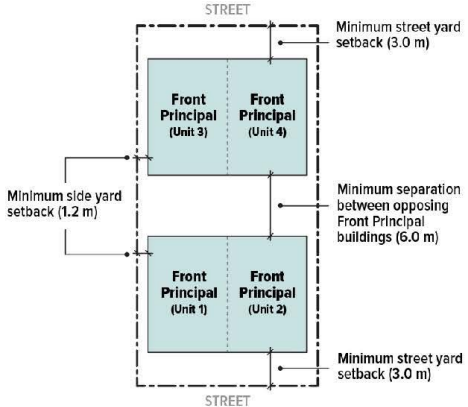 STREET
Minimum street yard
setback (3.0 m)
Front
Principal
(Unit 3)
Front
Principal
(Unit 4)
Minimum side yard
setback (1.2 m)
Minimum separation
between opposing
Front Principal
buildings (6.0 m)
Front
Principal
(Unit 1)
Front
Principal
(Unit 2)
Minimum street yard
setback (3.0 m)
STREET